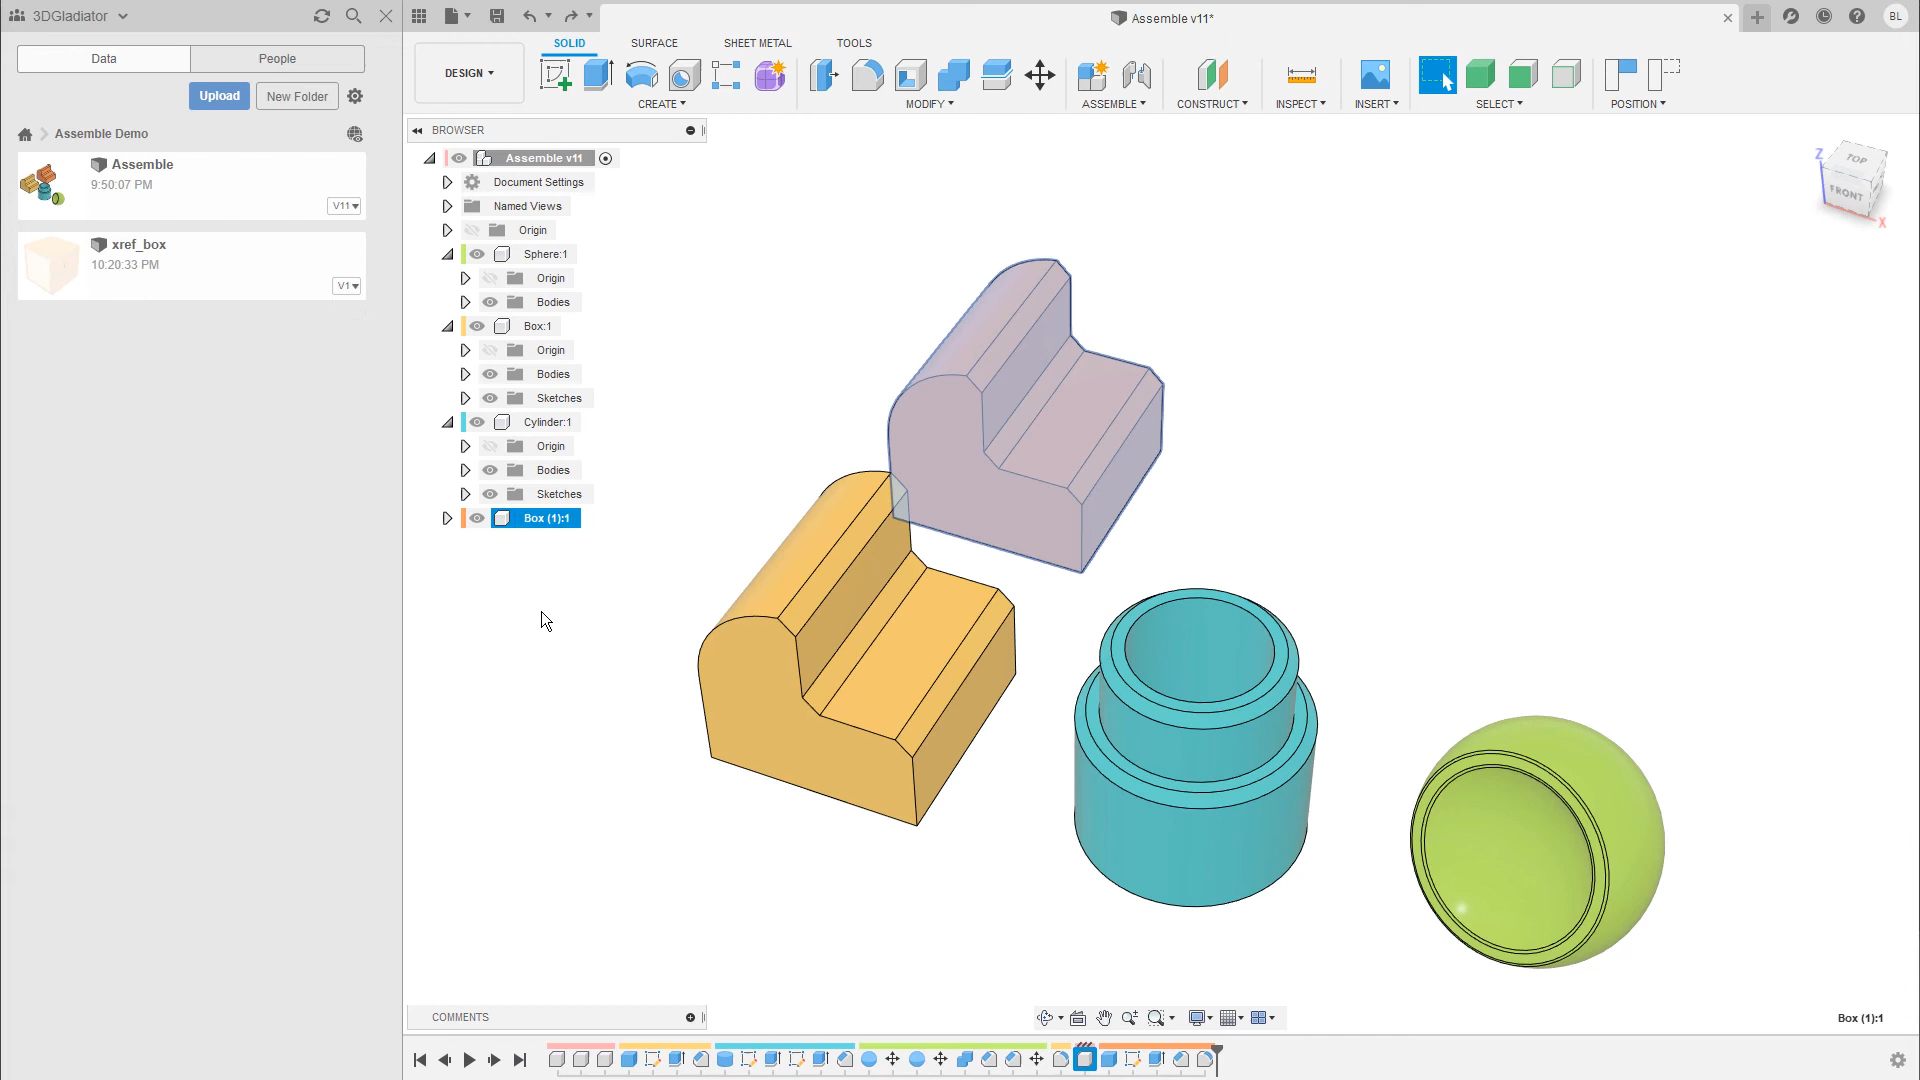 3DGladiator
Assemble v11*
BL
Data
People
Upload
New Folder
Assemble Demo
Assemble
9:50:07 PM
V11
xref_box
10:20:33 PM
V1
DESIGN
SOLID
SURFACE
SHEET METAL
TOOLS
CREATE
MODIFY
ASSEMBLE
CONSTRUCT
INSPECT
INSERT
SELECT
POSITION
BROWSER
Assemble v11
Document Settings
Named Views
Origin
Sphere:1
Origin
Bodies
Box:1
Origin
Bodies
Sketches
Cylinder:1
Origin
Bodies
Sketches
Box (1):1
Z
TOP
FRONT
X
COMMENTS
Box (1):1